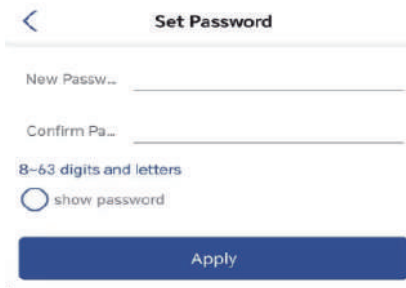 Set Password
New Passw...
Confirm Pa...
8~63 digits and letters
show password
Apply